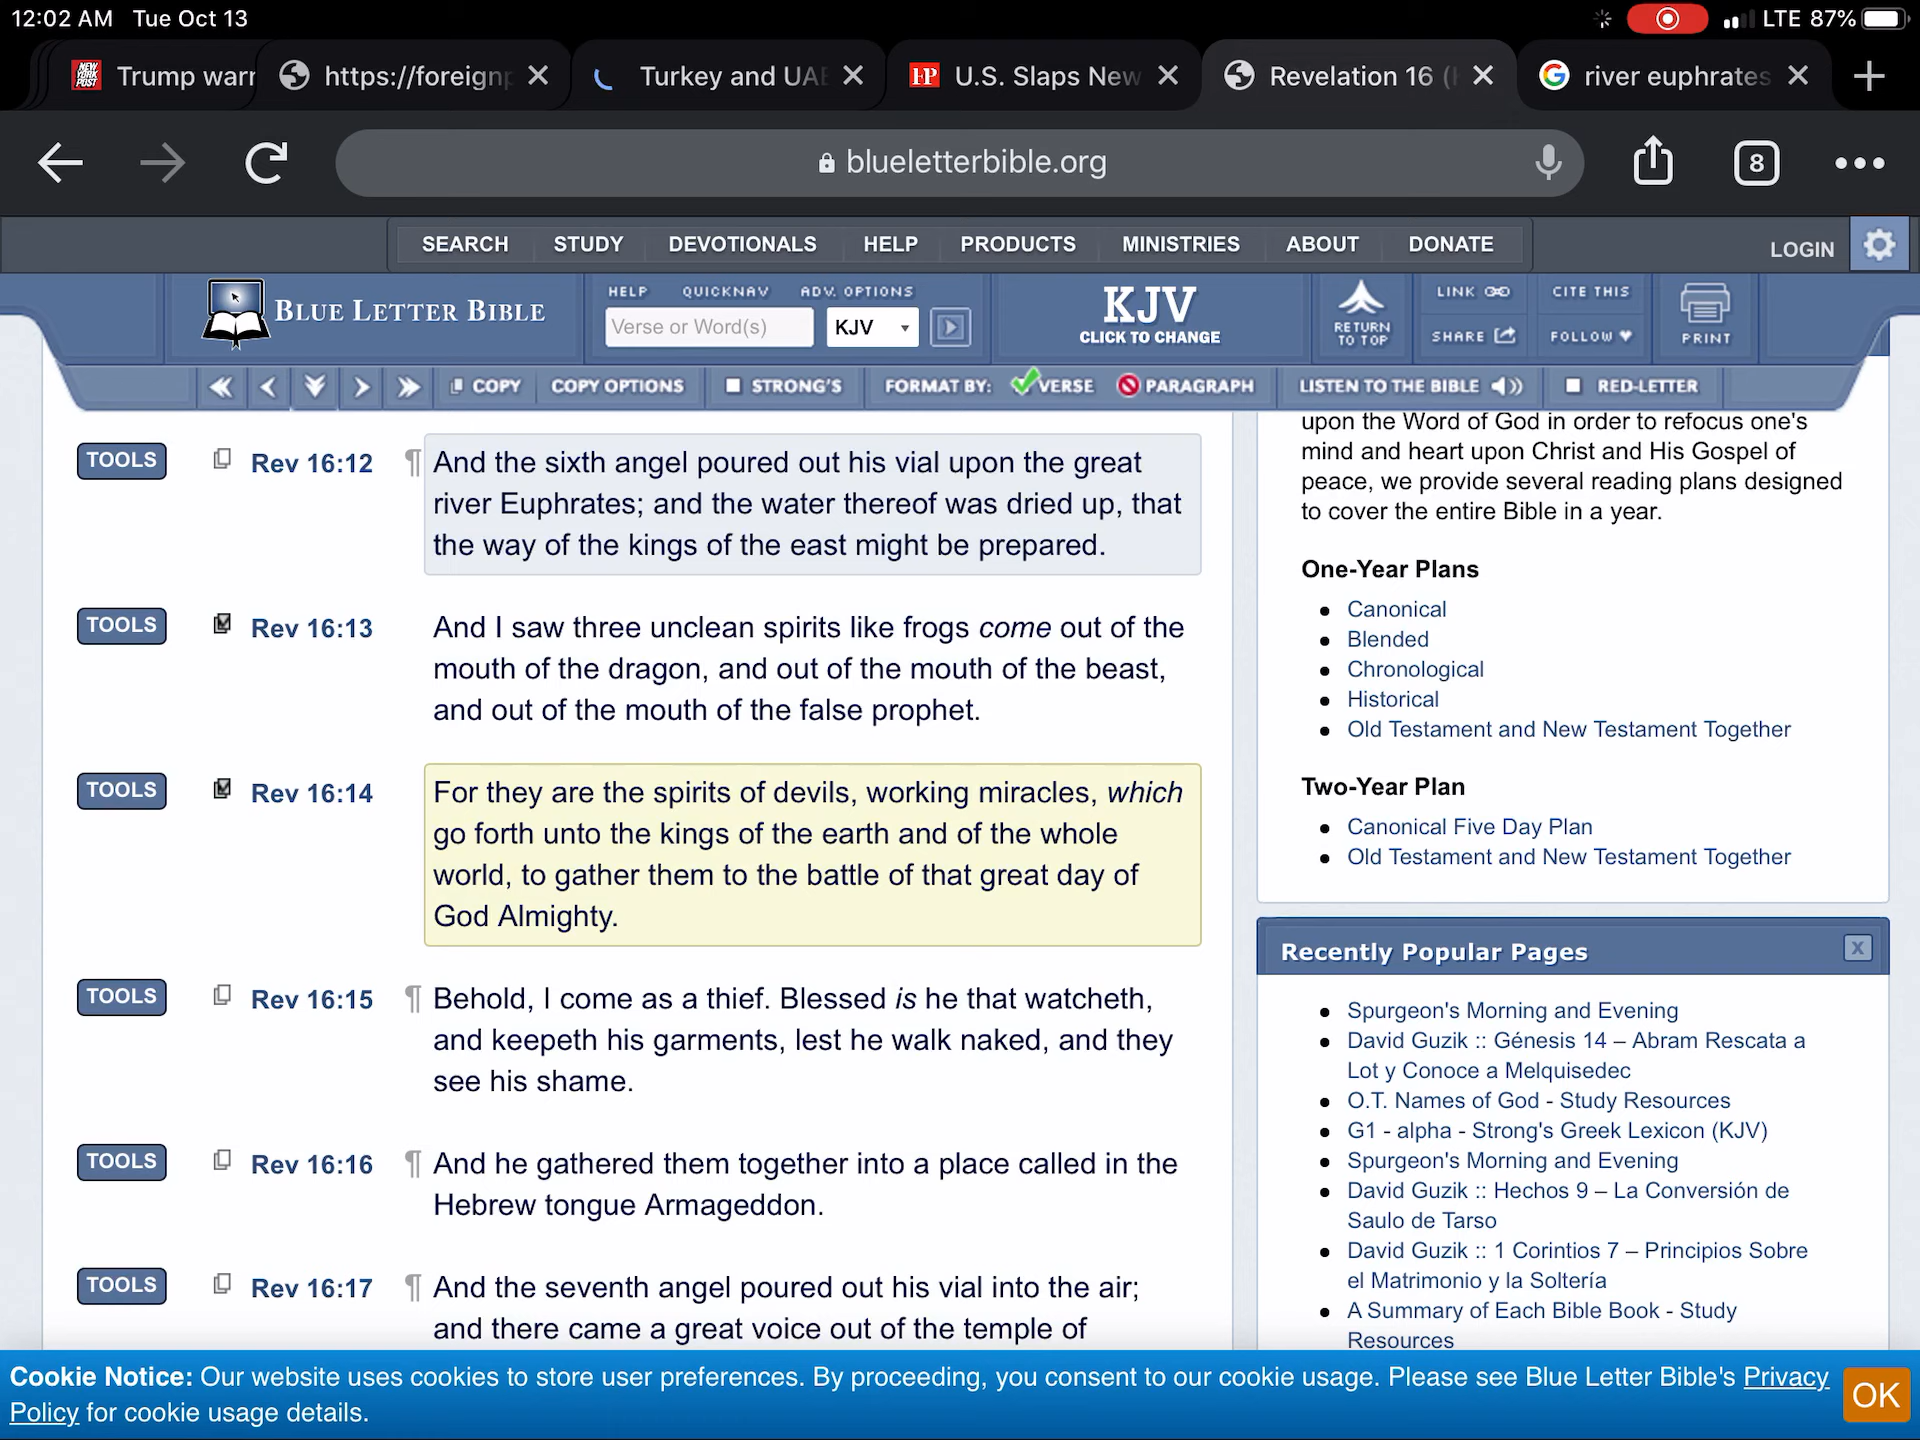 12:02 AM Tue Oct 13
LTE 87%
Trump warr
https://foreignp
Turkey and UAE
U.S. Slaps New
Revelation 16 (
river euphrates
blueletterbible.org
8
SEARCH STUDY DEVOTIONALS HELP PRODUCTS MINISTRIES ABOUT DONATE
LOGIN
BLUE LETTER BIBLE
HELP QUICKNAV ADV. OPTIONS
Verse or Word(s) KJV
KJV
CLICK TO CHANGE
RETURN
TO TOP
LINK
SHARE
CITE THIS
FOLLOW
PRINT
COPY COPY OPTIONS STRONG'S FORMAT BY: VERSE PARAGRAPH LISTEN TO THE BIBLE RED-LETTER
TOOLS Rev 16:12 ¶ And the sixth angel poured out his vial upon the great
river Euphrates; and the water thereof was dried up, that
the way of the kings of the east might be prepared.
TOOLS Rev 16:13 And I saw three unclean spirits like frogs come out of the
mouth of the dragon, and out of the mouth of the beast,
and out of the mouth of the false prophet.
TOOLS Rev 16:14 For they are the spirits of devils, working miracles, which
go forth unto the kings of the earth and of the whole
world, to gather them to the battle of that great day of
God Almighty.
TOOLS Rev 16:15 ¶ Behold, I come as a thief. Blessed is he that watcheth,
and keepeth his garments, lest he walk naked, and they
see his shame.
TOOLS Rev 16:16 ¶ And he gathered them together into a place called in the
Hebrew tongue Armageddon.
TOOLS Rev 16:17 ¶ And the seventh angel poured out his vial into the air;
and there came a great voice out of the temple of
upon the Word of God in order to refocus one's
mind and heart upon Christ and His Gospel of
peace, we provide several reading plans designed
to cover the entire Bible in a year.
One-Year Plans
Canonical
Blended
Chronological
Historical
Old Testament and New Testament Together
Two-Year Plan
Canonical Five Day Plan
Old Testament and New Testament Together
Recently Popular Pages
X
Spurgeon's Morning and Evening
David Guzik :: Génesis 14 – Abram Rescata a
Lot y Conoce a Melquisedec
O.T. Names of God - Study Resources
G1 - alpha - Strong's Greek Lexicon (KJV)
Spurgeon's Morning and Evening
David Guzik :: Hechos 9 – La Conversión de
Saulo de Tarso
David Guzik :: 1 Corintios 7 – Principios Sobre
el Matrimonio y la Soltería
A Summary of Each Bible Book - Study
Resources
Cookie Notice: Our website uses cookies to store user preferences. By proceeding, you consent to our cookie usage. Please see Blue Letter Bible's Privacy
Policy for cookie usage details.
OK